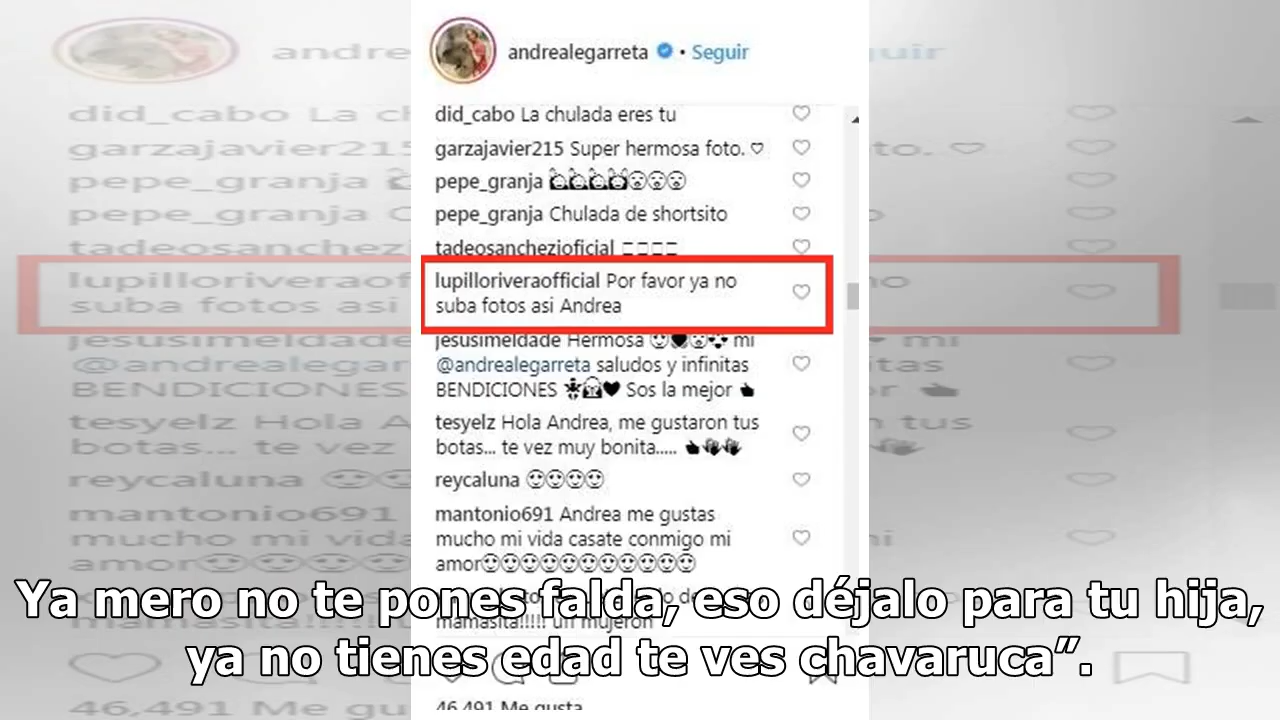 andrealegarreta • Seguir
did_cabo La chulada eres tu
garzajavier215 Super hermosa foto. ♡
pepe_granja
pepe_granja Chulada de shortsito
tadeosanchezioficial
lupilloriveraofficial Por favor ya no
suba fotos asi Andrea
jesusimeldade Hermosa mi
@andrealegarreta saludos y infinitas
BENDICIONES Sos la mejor
tesyelz Hola Andrea, me gustaron tus
botas... te vez muy bonita.....
reycaluna
mantonio691 Andrea me gustas
mucho mi vida casate conmigo mi
amor
mamasita!!!!! uff mujeron
Ya mero no te pones falda, eso déjalo para tu hija,
ya no tienes edad te ves chavaruca”.
46,491 Me gusta